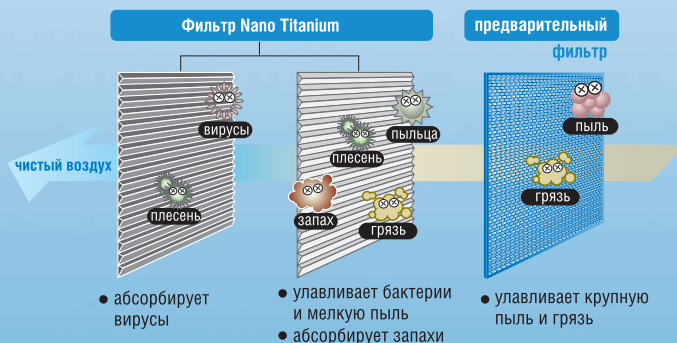 Фильтр Nano Titanium
предварительный
фильтр
вирусы
плесень
пыльца
плесень
запах
грязь
пыль
грязь
чистый воздух
● абсорбирует
вирусы
● улавливает бактерии
и мелкую пыль
● абсорбирует запахи
● улавливает крупную
пыль и грязь